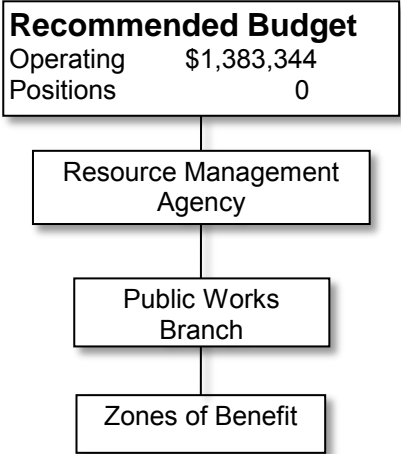 Recommended Budget
Operating $1,383,344
Positions 0
Resource Management
Agency
Public Works
Branch
Zones of Benefit